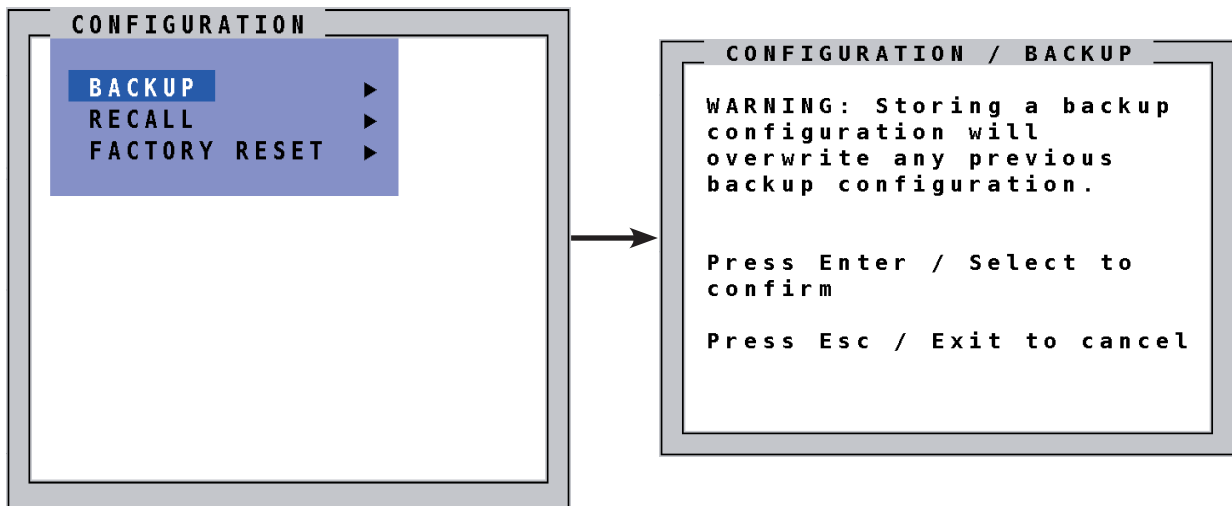 CONFIGURATION
BACKUP ►
RECALL ►
FACTORY RESET ►
CONFIGURATION / BACKUP
WARNING: Storing a backup
configuration will
overwrite any previous
backup configuration.
Press Enter / Select to
confirm
Press Esc / Exit to cancel